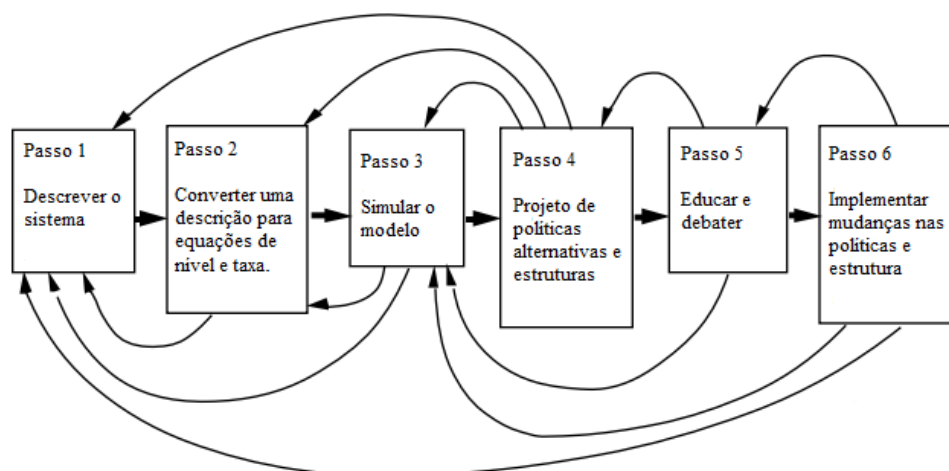 Passo 1
Descrever o
sistema
Passo 2
Converter uma
descrição para
equações de
nível e taxa.
Passo 3
Simular o
modelo
Passo 4
Projeto de
políticas
alternativas e
estruturas
Passo 5
Educar e
debater
Passo 6
Implementar
mudanças nas
políticas e
estrutura